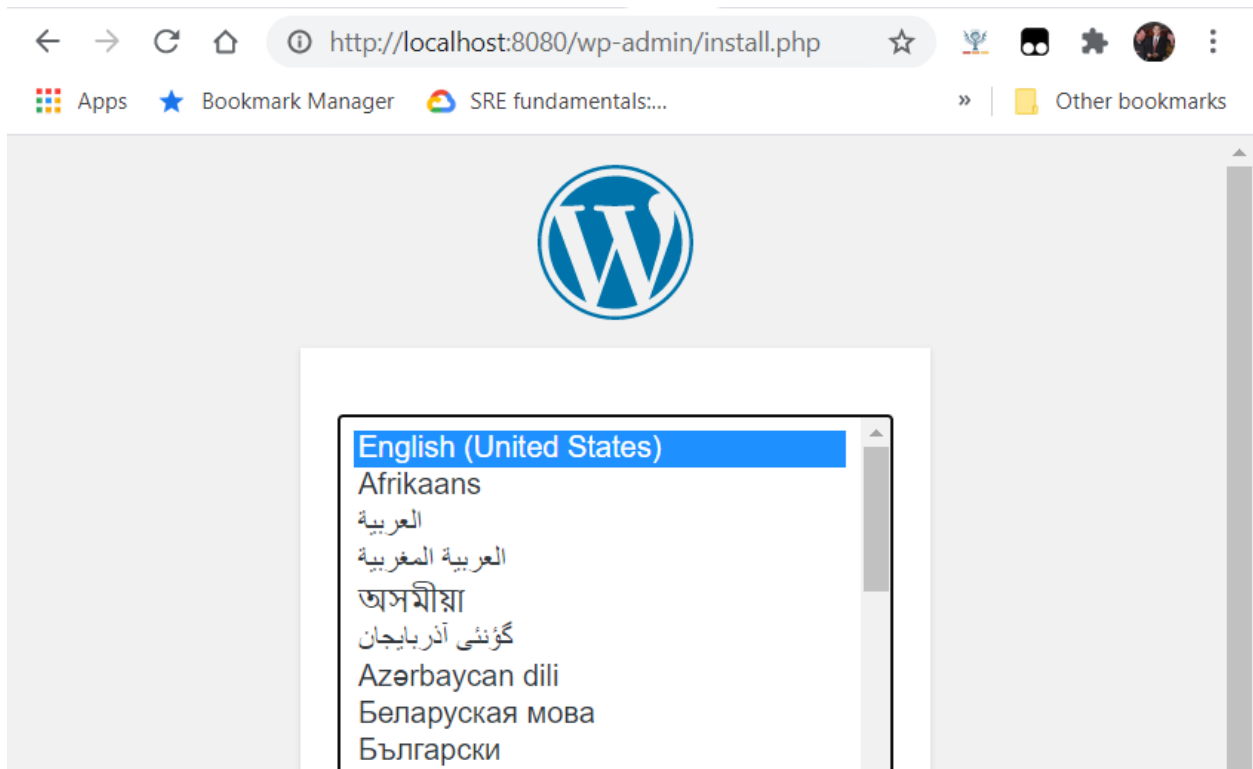 http://localhost:8080/wp-admin/install.php
Apps Bookmark Manager SRE fundamentals:... » Other bookmarks
English (United States)
Afrikaans
العربية
العربية المغربية
অসমীয়া
گؤنئی آذربایجان
Azərbaycan dili
Беларуская мова
Български